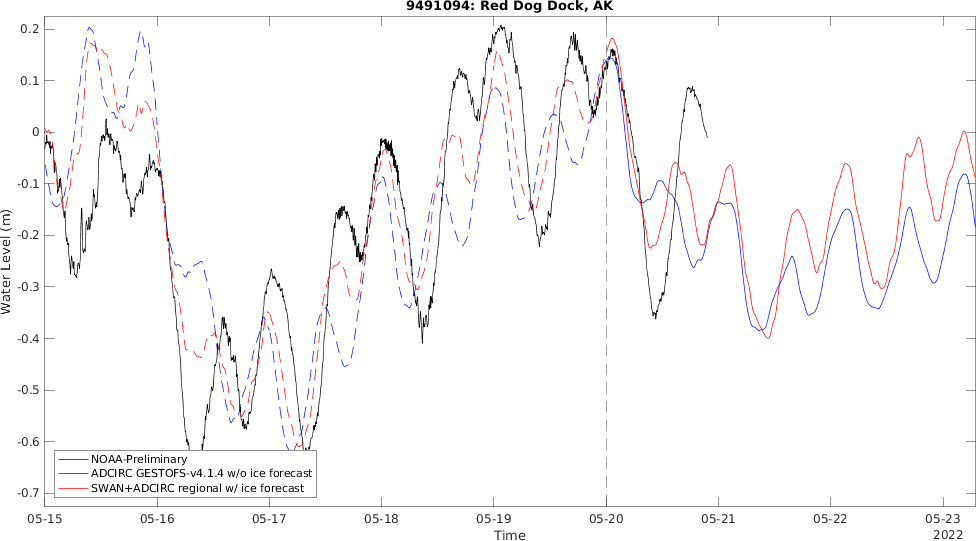 9491094: Red Dog Dock, AK
0.2
0.1
0
-0.1
-0.2
-0.3
-0.4
-0.5
-0.6
-0.7
Water Level (m)
NOAA-Preliminary
ADCIRC GESTOFS-v4.1.4 w/o ice forecast
SWAN+ADCIRC regional w/ ice forecast
05-15 05-16 05-17 05-18 05-19 05-20 05-21 05-22 05-23
Time
2022